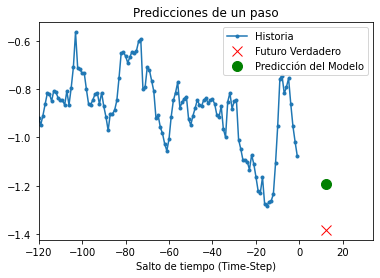 Predicciones de un paso
Historia
Futuro Verdadero
Predicción del Modelo
−0.6
−0.8
−1.0
−1.2
−1.4
−120 −100 −80 −60 −40 −20 0 20
Salto de tiempo (Time-Step)